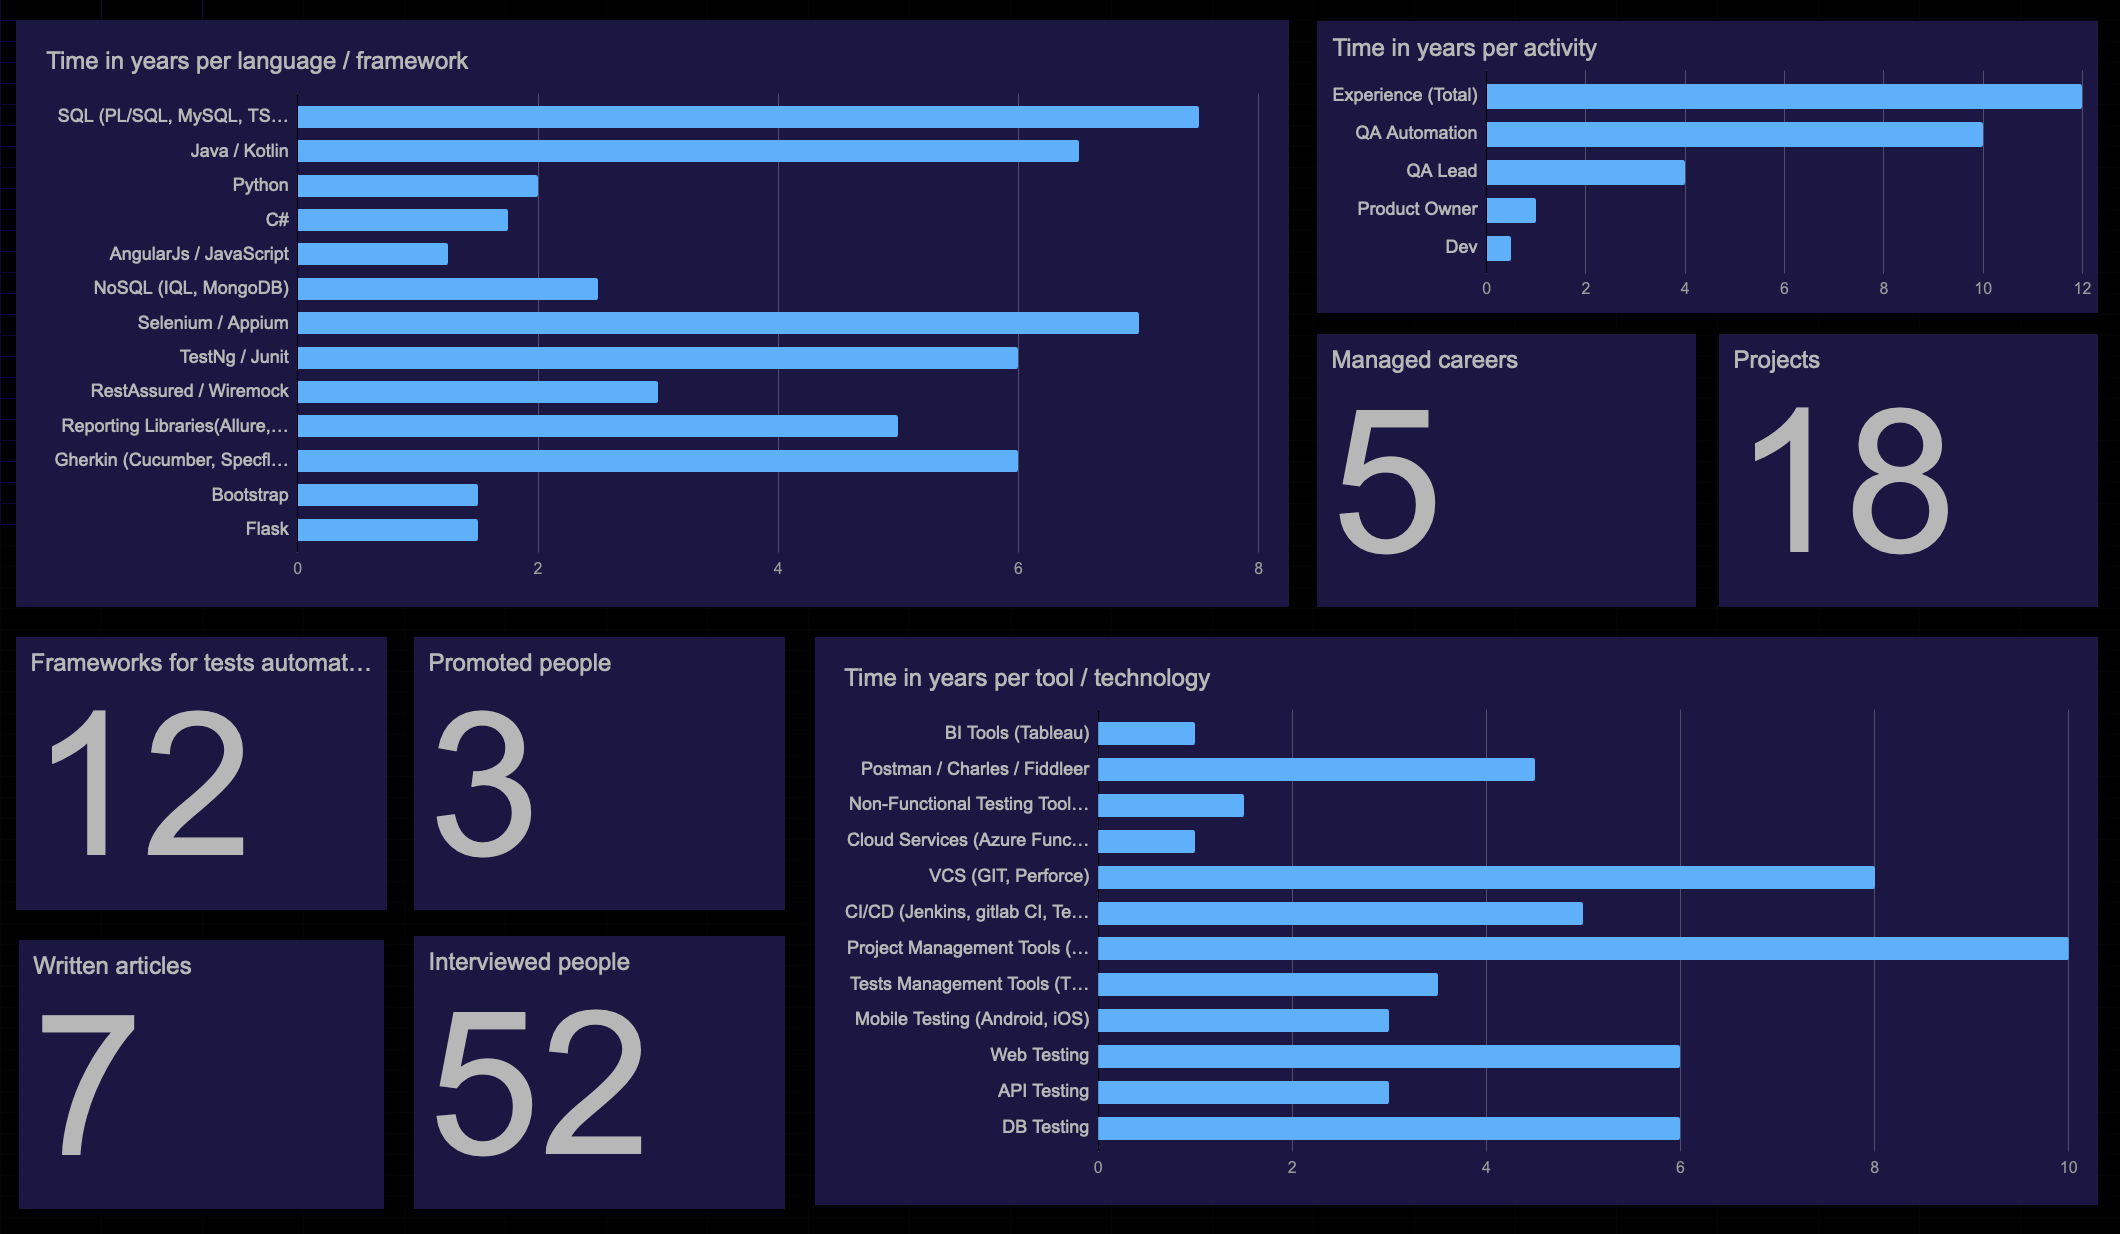 Time in years per language / framework
SQL (PL/SQL, MySQL, TS…
Java / Kotlin
Python
C#
AngularJs / JavaScript
NoSQL (IQL, MongoDB)
Selenium / Appium
TestNg / Junit
RestAssured / Wiremock
Reporting Libraries(Allure,…
Gherkin (Cucumber, Specfl…
Bootstrap
Flask
0 2 4 6 8
Time in years per activity
Experience (Total)
QA Automation
QA Lead
Product Owner
Dev
0 2 4 6 8 10 12
Managed careers
5
Projects
18
Frameworks for tests automat…
12
Promoted people
3
Written articles
7
Interviewed people
52
Time in years per tool / technology
BI Tools (Tableau)
Postman / Charles / Fiddleer
Non-Functional Testing Tool…
Cloud Services (Azure Func…
VCS (GIT, Perforce)
CI/CD (Jenkins, gitlab CI, Te…
Project Management Tools (…
Tests Management Tools (T…
Mobile Testing (Android, iOS)
Web Testing
API Testing
DB Testing
0 2 4 6 8 10